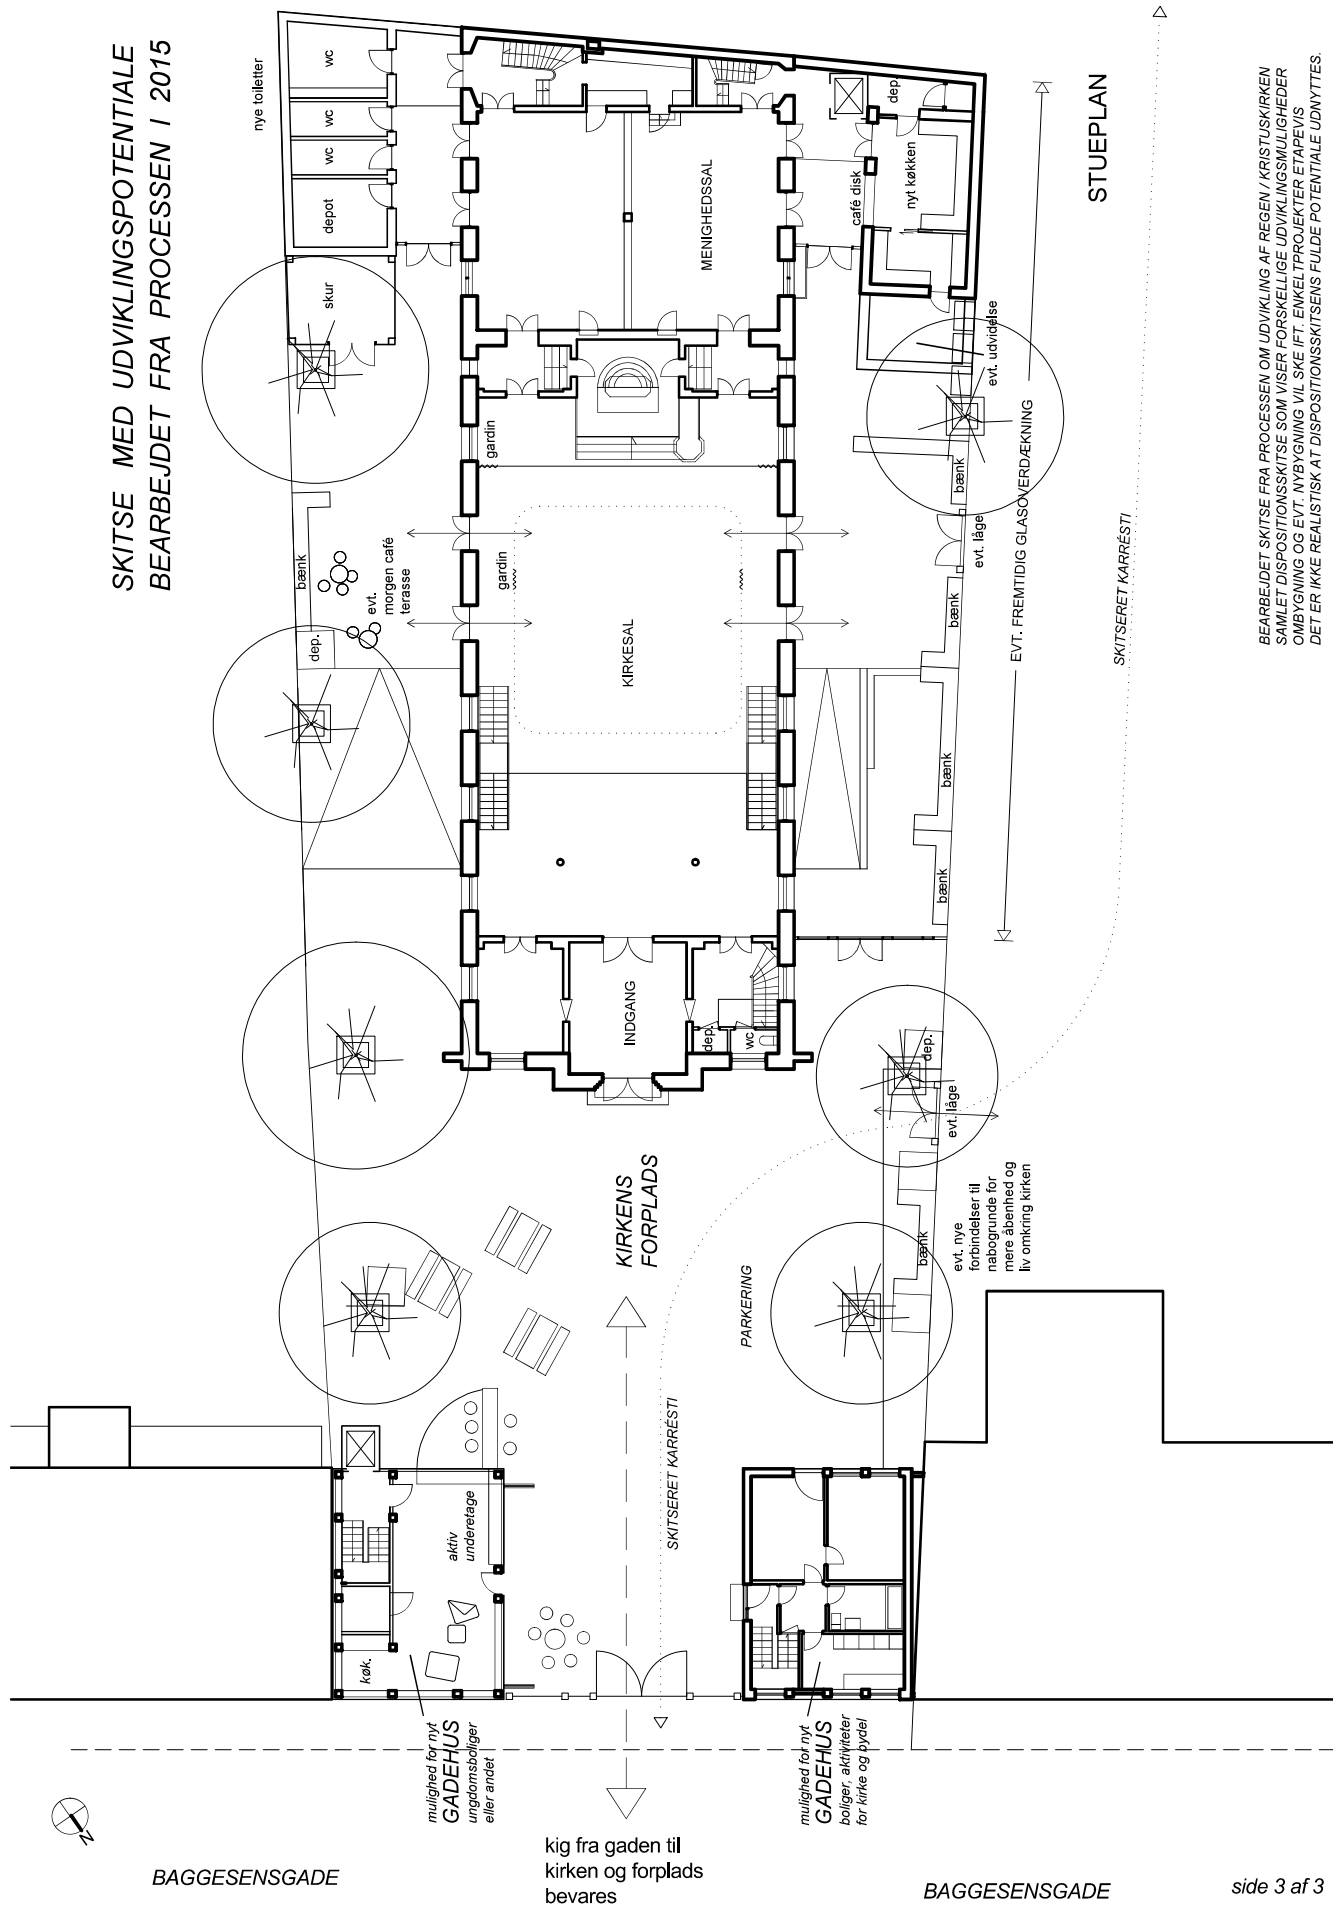 SKITSE MED UDVIKLINGSPOTENTIALE
BEARBEJDET FRA PROCESSEN I 2015
nye toiletter
wc
wc
wc
depot
skur
MENIGHEDSSAL
café disk
dep.
nyt køkken
evt. udvidelse
STUEPLAN
gardin
gardin
bænk
evt.
morgen café
terasse
dep.
KIRKESAL
bænk
evt. låge
bænk
bænk
bænk
EVT. FREMTIDIG GLASOVERDÆKNING
SKITSERET KARRÉSTI
BEARBEJDET SKITSE FRA PROCESSEN OM UDVIKLING AF REGEN / KRISTUSKIRKEN
SAMLET DISPOSITIONSSKITSE SOM VISER FORSKELLIGE UDVIKLINGSMULIGHEDER
OMBYGNING OG EVT. NYBYGNING VIL SKE IFT. ENKELTPROJEKTER ETAPEVIS
DET ER IKKE REALISTISK AT DISPOSITIONSSKITSENS FULDE POTENTIALE UDNYTTES.
INDGANG
dep.
wc
dep.
evt. låge
KIRKENS
FORPLADS
PARKERING
bænk
evt. nye
forbindelser til
nabogrunde for
mere åbenhed og
liv omkring kirken
SKITSERET KARRÉSTI
aktiv
underetage
køk.
mulighed for nyt
GADEHUS
ungdomsboliger
eller andet
mulighed for nyt
GADEHUS
boliger, aktiviteter
for kirke og bydel
N
BAGGESENSGADE
kig fra gaden til
kirken og forplads
bevares
BAGGESENSGADE
side 3 af 3